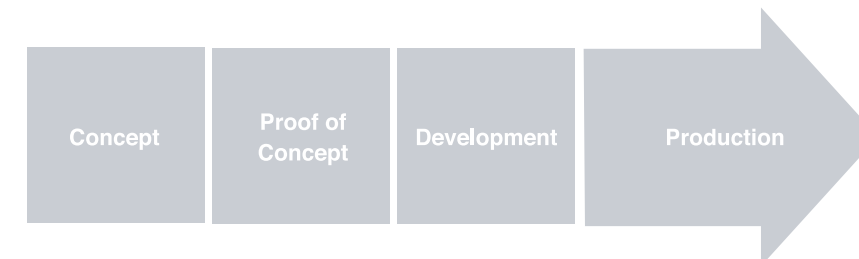 Concept
Proof of
Concept
Development
Production